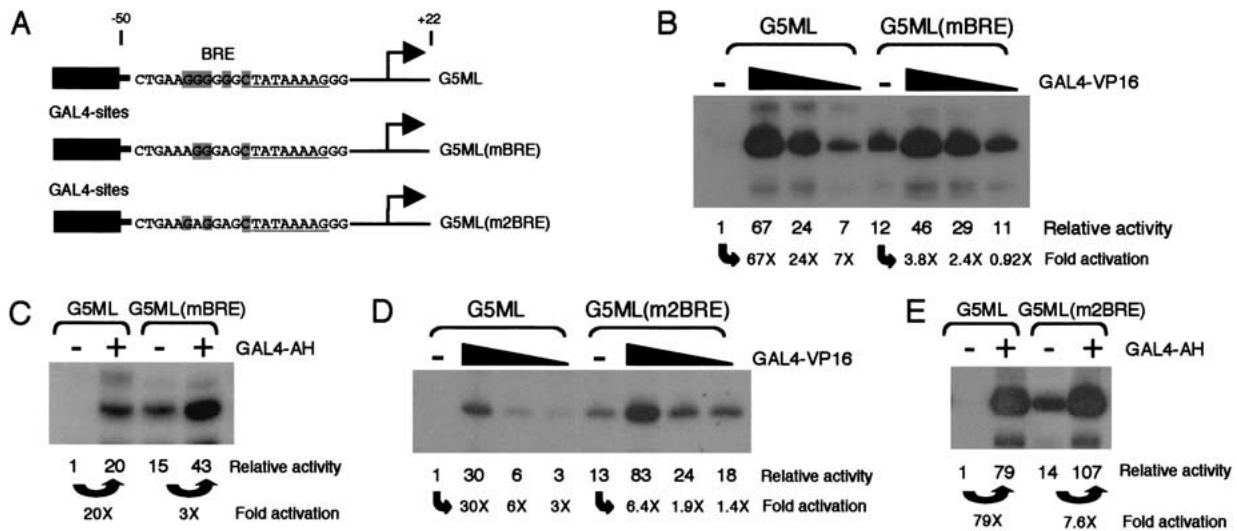 A
-50
+22
BRE
CTGAAGGGGGGCTATAAAAGGG
G5ML
GAL4-sites
CTGAAAGGGAGCTATAAAAGGG
G5ML(mBRE)
GAL4-sites
CTGAAGAGGAGCTATAAAAGGG
G5ML(m2BRE)
B
G5ML G5ML(mBRE)
- - GAL4-VP16
1 67 24 7 12 46 29 11 Relative activity
67X 24X 7X 3.8X 2.4X 0.92X Fold activation
C
G5ML G5ML(mBRE)
- + - + GAL4-AH
1 20 15 43 Relative activity
20X 3X Fold activation
D
G5ML G5ML(m2BRE)
- - GAL4-VP16
1 30 6 3 13 83 24 18 Relative activity
30X 6X 3X 6.4X 1.9X 1.4X Fold activation
E
G5ML G5ML(m2BRE)
- + - + GAL4-AH
1 79 14 107 Relative activity
79X 7.6X Fold activation